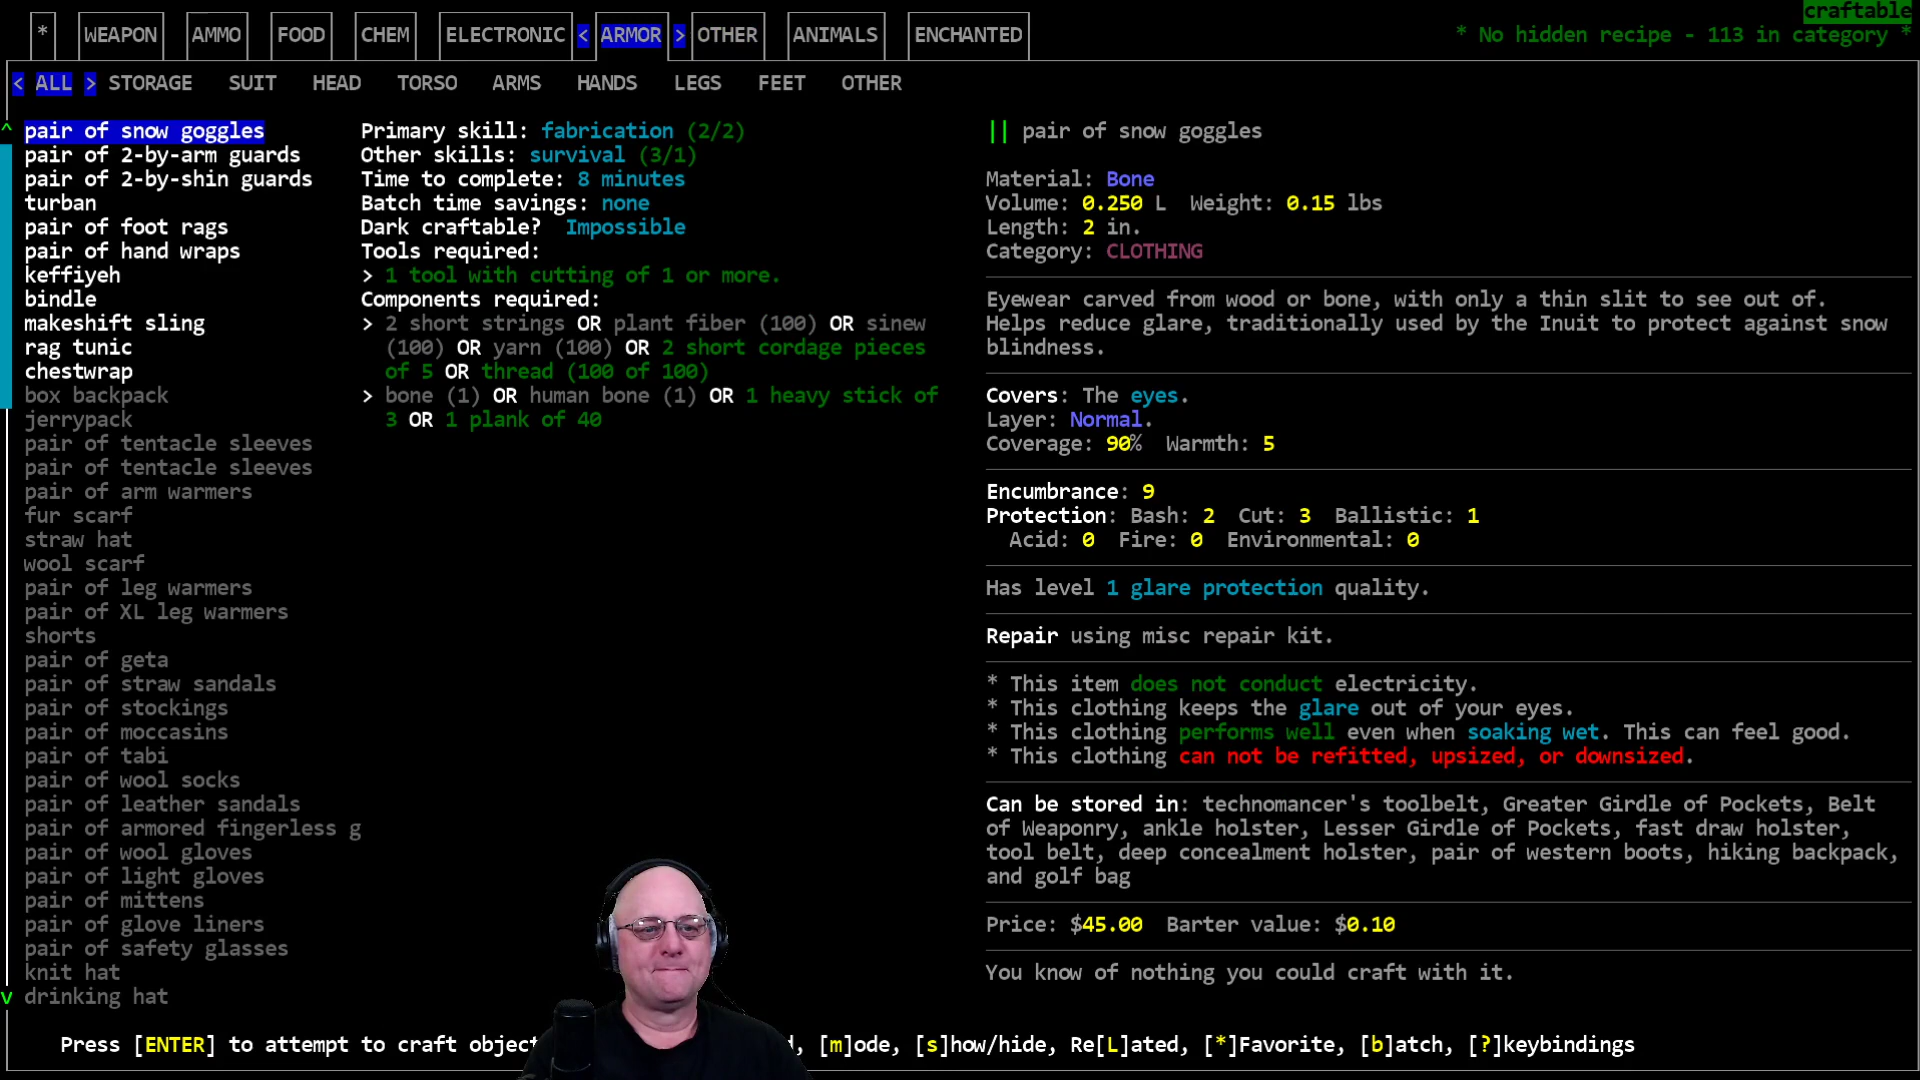 craftable
* WEAPON AMMO FOOD CHEM ELECTRONIC < ARMOR > OTHER ANIMALS ENCHANTED * No hidden recipe - 113 in category *
< ALL > STORAGE SUIT HEAD TORSO ARMS HANDS LEGS FEET OTHER
^
pair of snow goggles
pair of 2-by-arm guards
pair of 2-by-shin guards
turban
pair of foot rags
pair of hand wraps
keffiyeh
bindle
makeshift sling
rag tunic
chestwrap
box backpack
jerrypack
pair of tentacle sleeves
pair of tentacle sleeves
pair of arm warmers
fur scarf
straw hat
wool scarf
pair of leg warmers
pair of XL leg warmers
shorts
pair of geta
pair of straw sandals
pair of stockings
pair of moccasins
pair of tabi
pair of wool socks
pair of leather sandals
pair of armored fingerless g
pair of wool gloves
pair of light gloves
pair of mittens
pair of glove liners
pair of safety glasses
knit hat
v drinking hat
Primary skill: fabrication (2/2)
Other skills: survival (3/1)
Time to complete: 8 minutes
Batch time savings: none
Dark craftable? Impossible
Tools required:
> 1 tool with cutting of 1 or more.
Components required:
> 2 short strings OR plant fiber (100) OR sinew
(100) OR yarn (100) OR 2 short cordage pieces
of 5 OR thread (100 of 100)
> bone (1) OR human bone (1) OR 1 heavy stick of
3 OR 1 plank of 40
|| pair of snow goggles
Material: Bone
Volume: 0.250 L Weight: 0.15 lbs
Length: 2 in.
Category: CLOTHING
Eyewear carved from wood or bone, with only a thin slit to see out of.
Helps reduce glare, traditionally used by the Inuit to protect against snow
blindness.
Covers: The eyes.
Layer: Normal.
Coverage: 90% Warmth: 5
Encumbrance: 9
Protection: Bash: 2 Cut: 3 Ballistic: 1
Acid: 0 Fire: 0 Environmental: 0
Has level 1 glare protection quality.
Repair using misc repair kit.
* This item does not conduct electricity.
* This clothing keeps the glare out of your eyes.
* This clothing performs well even when soaking wet. This can feel good.
* This clothing can not be refitted, upsized, or downsized.
Can be stored in: technomancer's toolbelt, Greater Girdle of Pockets, Belt
of Weaponry, ankle holster, Lesser Girdle of Pockets, fast draw holster,
tool belt, deep concealment holster, pair of western boots, hiking backpack,
and golf bag
Price: $45.00 Barter value: $0.10
You know of nothing you could craft with it.
Press [ENTER] to attempt to craft object d, [m]ode, [s]how/hide, Re[L]ated, [*]Favorite, [b]atch, [?]keybindings